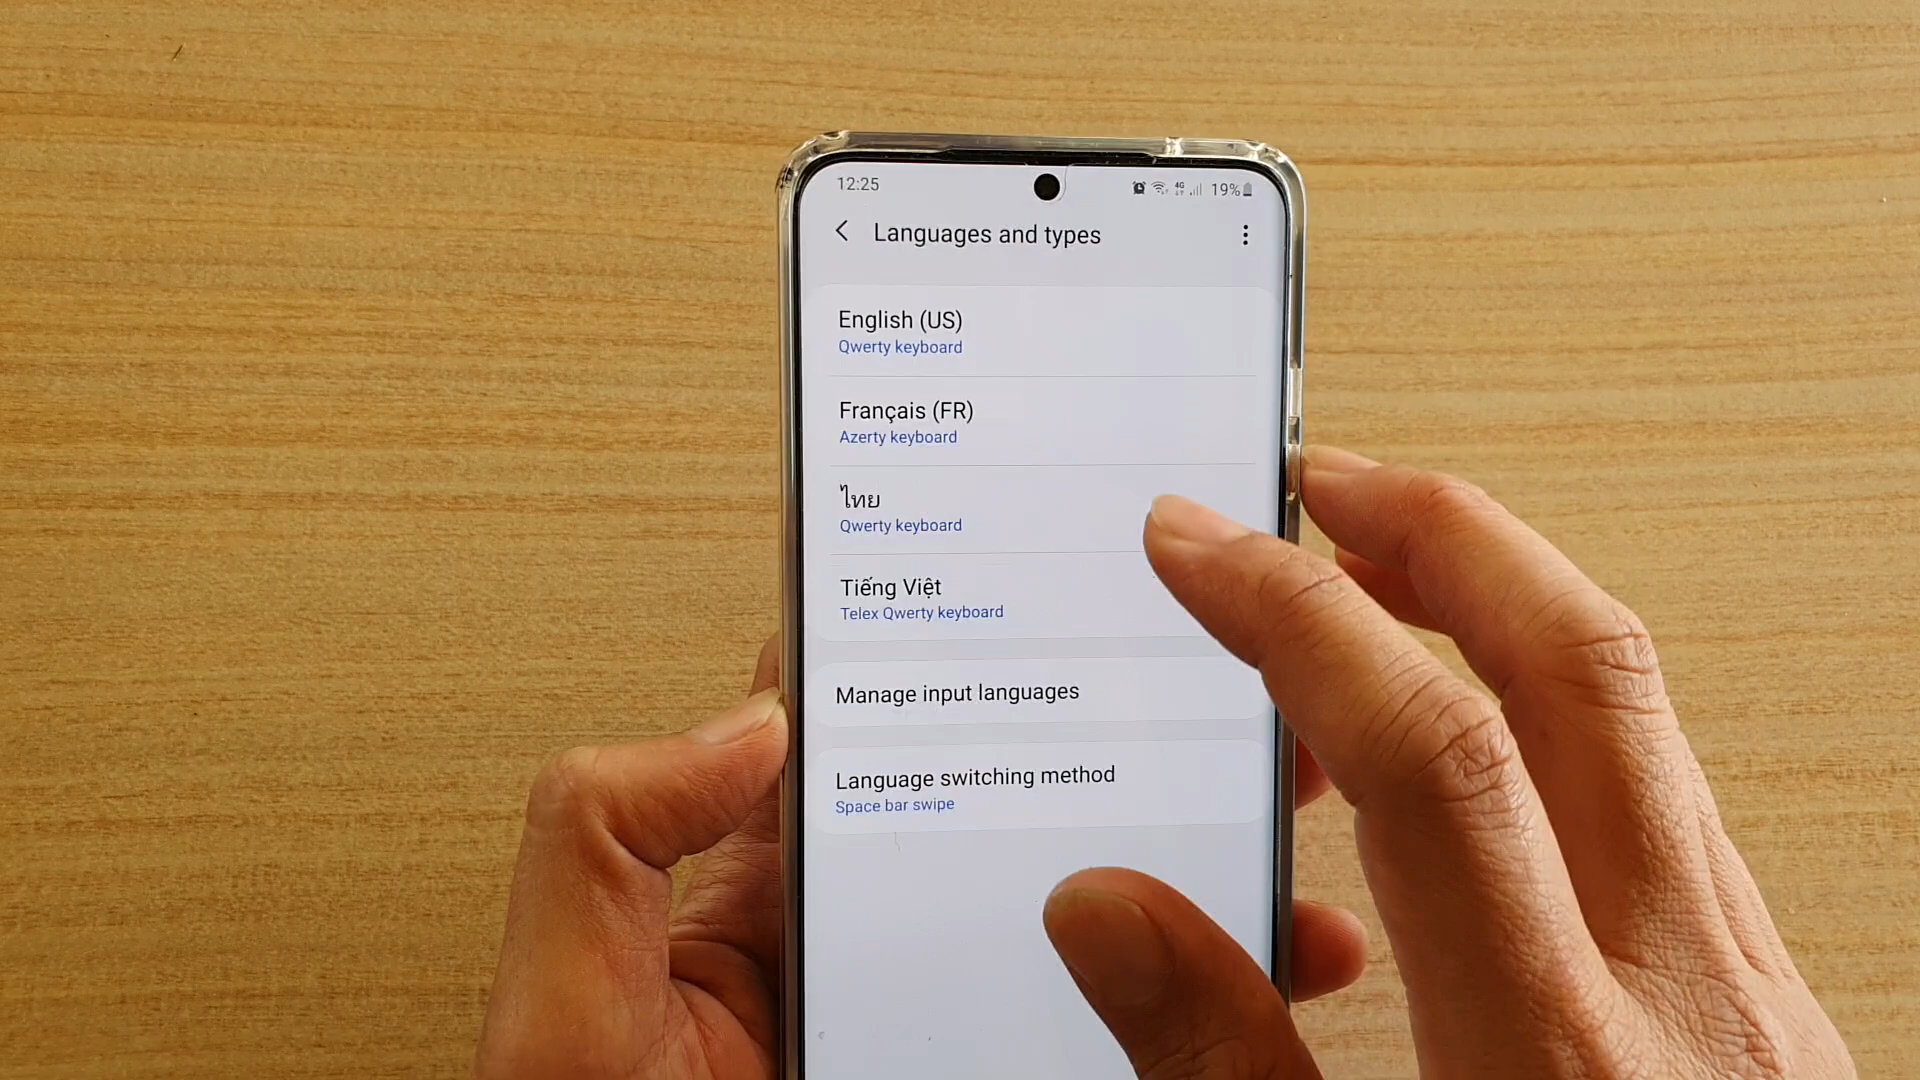 12:25
4G
19%
Languages and types
English (US)
Qwerty keyboard
Français (FR)
Azerty keyboard
ไทย
Qwerty keyboard
Tiếng Việt
Telex Qwerty keyboard
Manage input languages
Language switching method
Space bar swipe